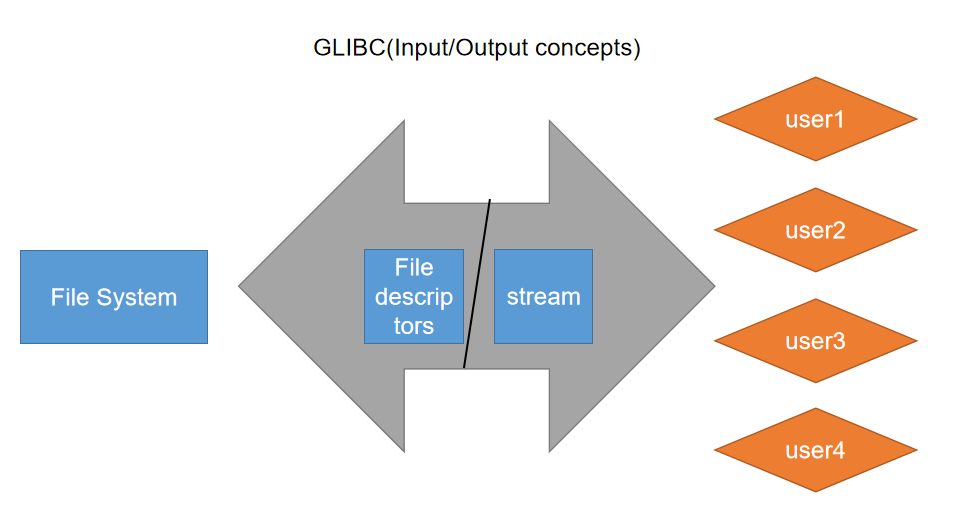 GLIBC(Input/Output concepts)
user1
user2
File System
File
descrip
tors
stream
user3
user4